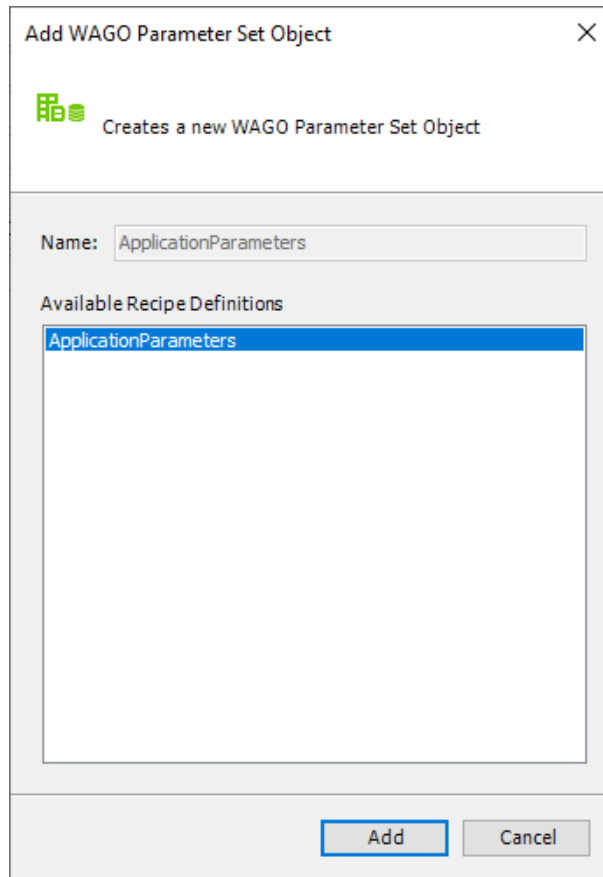 Add WAGO Parameter Set Object
Creates a new WAGO Parameter Set Object
Name: ApplicationParameters
Available Recipe Definitions
ApplicationParameters
Add Cancel